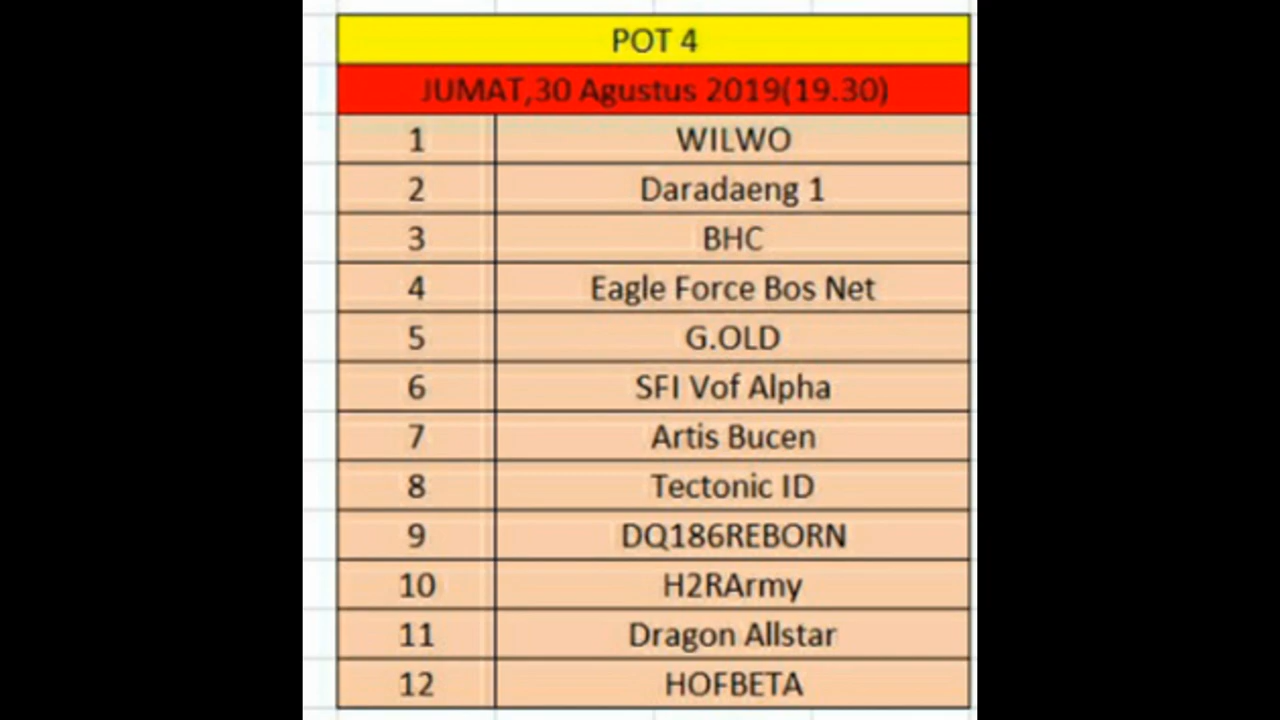 POT 4
JUMAT,30 Agustus 2019(19.30)
1 WILWO
2 Daradaeng 1
3 BHC
4 Eagle Force Bos Net
5 G.OLD
6 SFI Vof Alpha
7 Artis Bucen
8 Tectonic ID
9 DQ186REBORN
10 H2RArmy
11 Dragon Allstar
12 HOFBETA